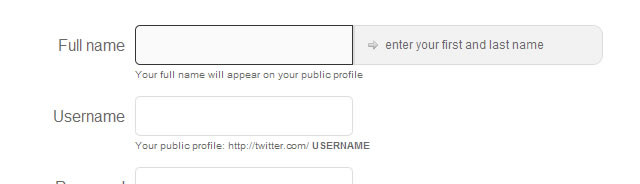 Full name
enter your first and last name
Your full name will appear on your public profile
Username
Your public profile: http://twitter.com/ USERNAME